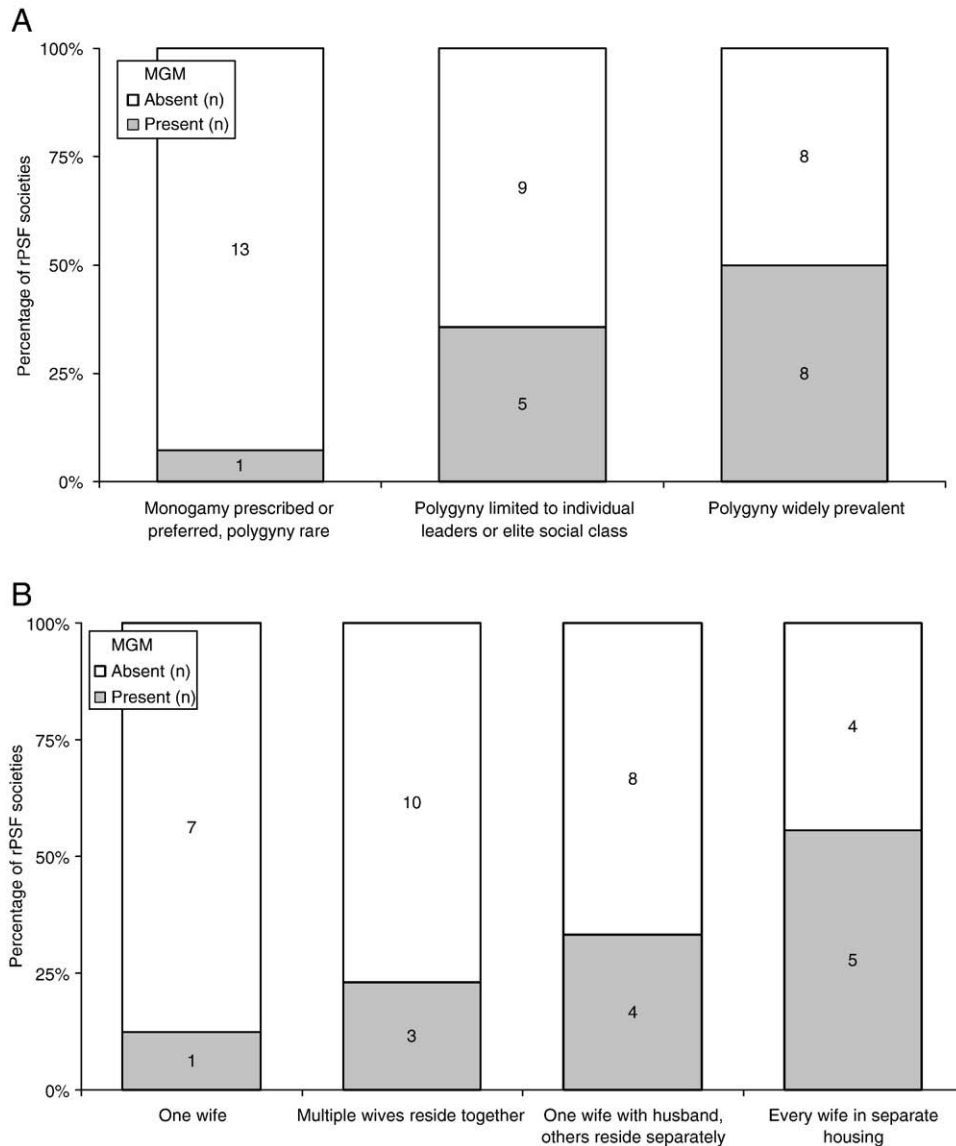 A
100%
75%
50%
25%
0%
Percentage of rPSF societies
MGM
Absent (n)
Present (n)
13
1
9
5
8
8
Monogamy prescribed or
preferred, polygyny rare
Polygyny limited to individual
leaders or elite social class
Polygyny widely prevalent
B
100%
75%
50%
25%
0%
Percentage of rPSF societies
MGM
Absent (n)
Present (n)
7
1
10
3
8
4
4
5
One wife
Multiple wives reside together
One wife with husband,
others reside separately
Every wife in separate
housing